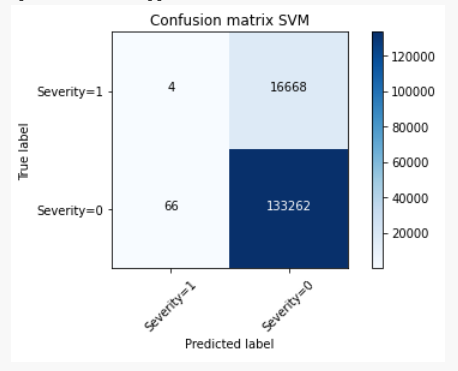 Confusion matrix SVM
True label
Severity=1
4
16668
Severity=0
66
133262
Severity=1
Severity=0
Predicted label
120000
100000
80000
60000
40000
20000